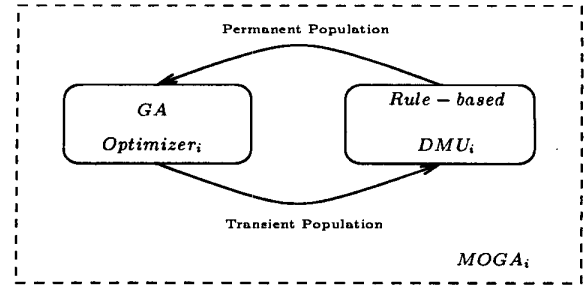 Permanent Population
GA
Optimizer_i
Rule - based
DMU_i
Transient Population
MOGA_i